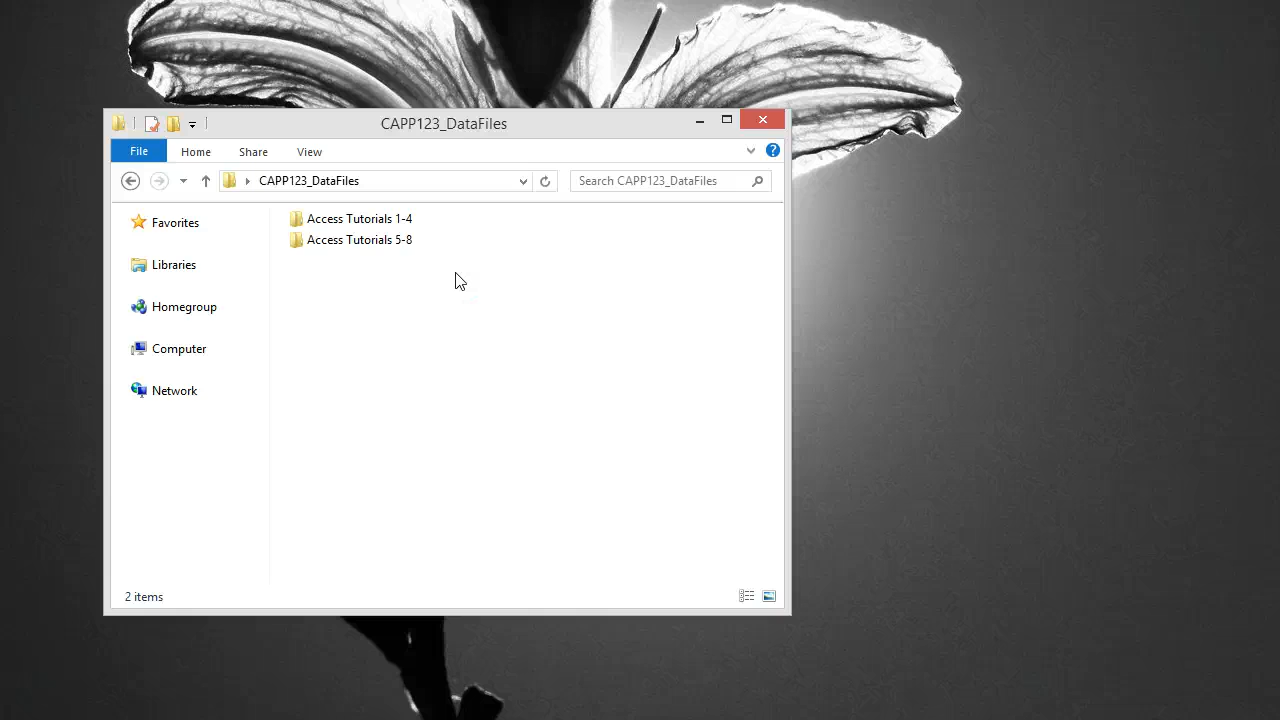 CAPP123_DataFiles
File Home Share View
CAPP123_DataFiles Search CAPP123_DataFiles
Favorites
Libraries
Homegroup
Computer
Network
Access Tutorials 1-4
Access Tutorials 5-8
2 items